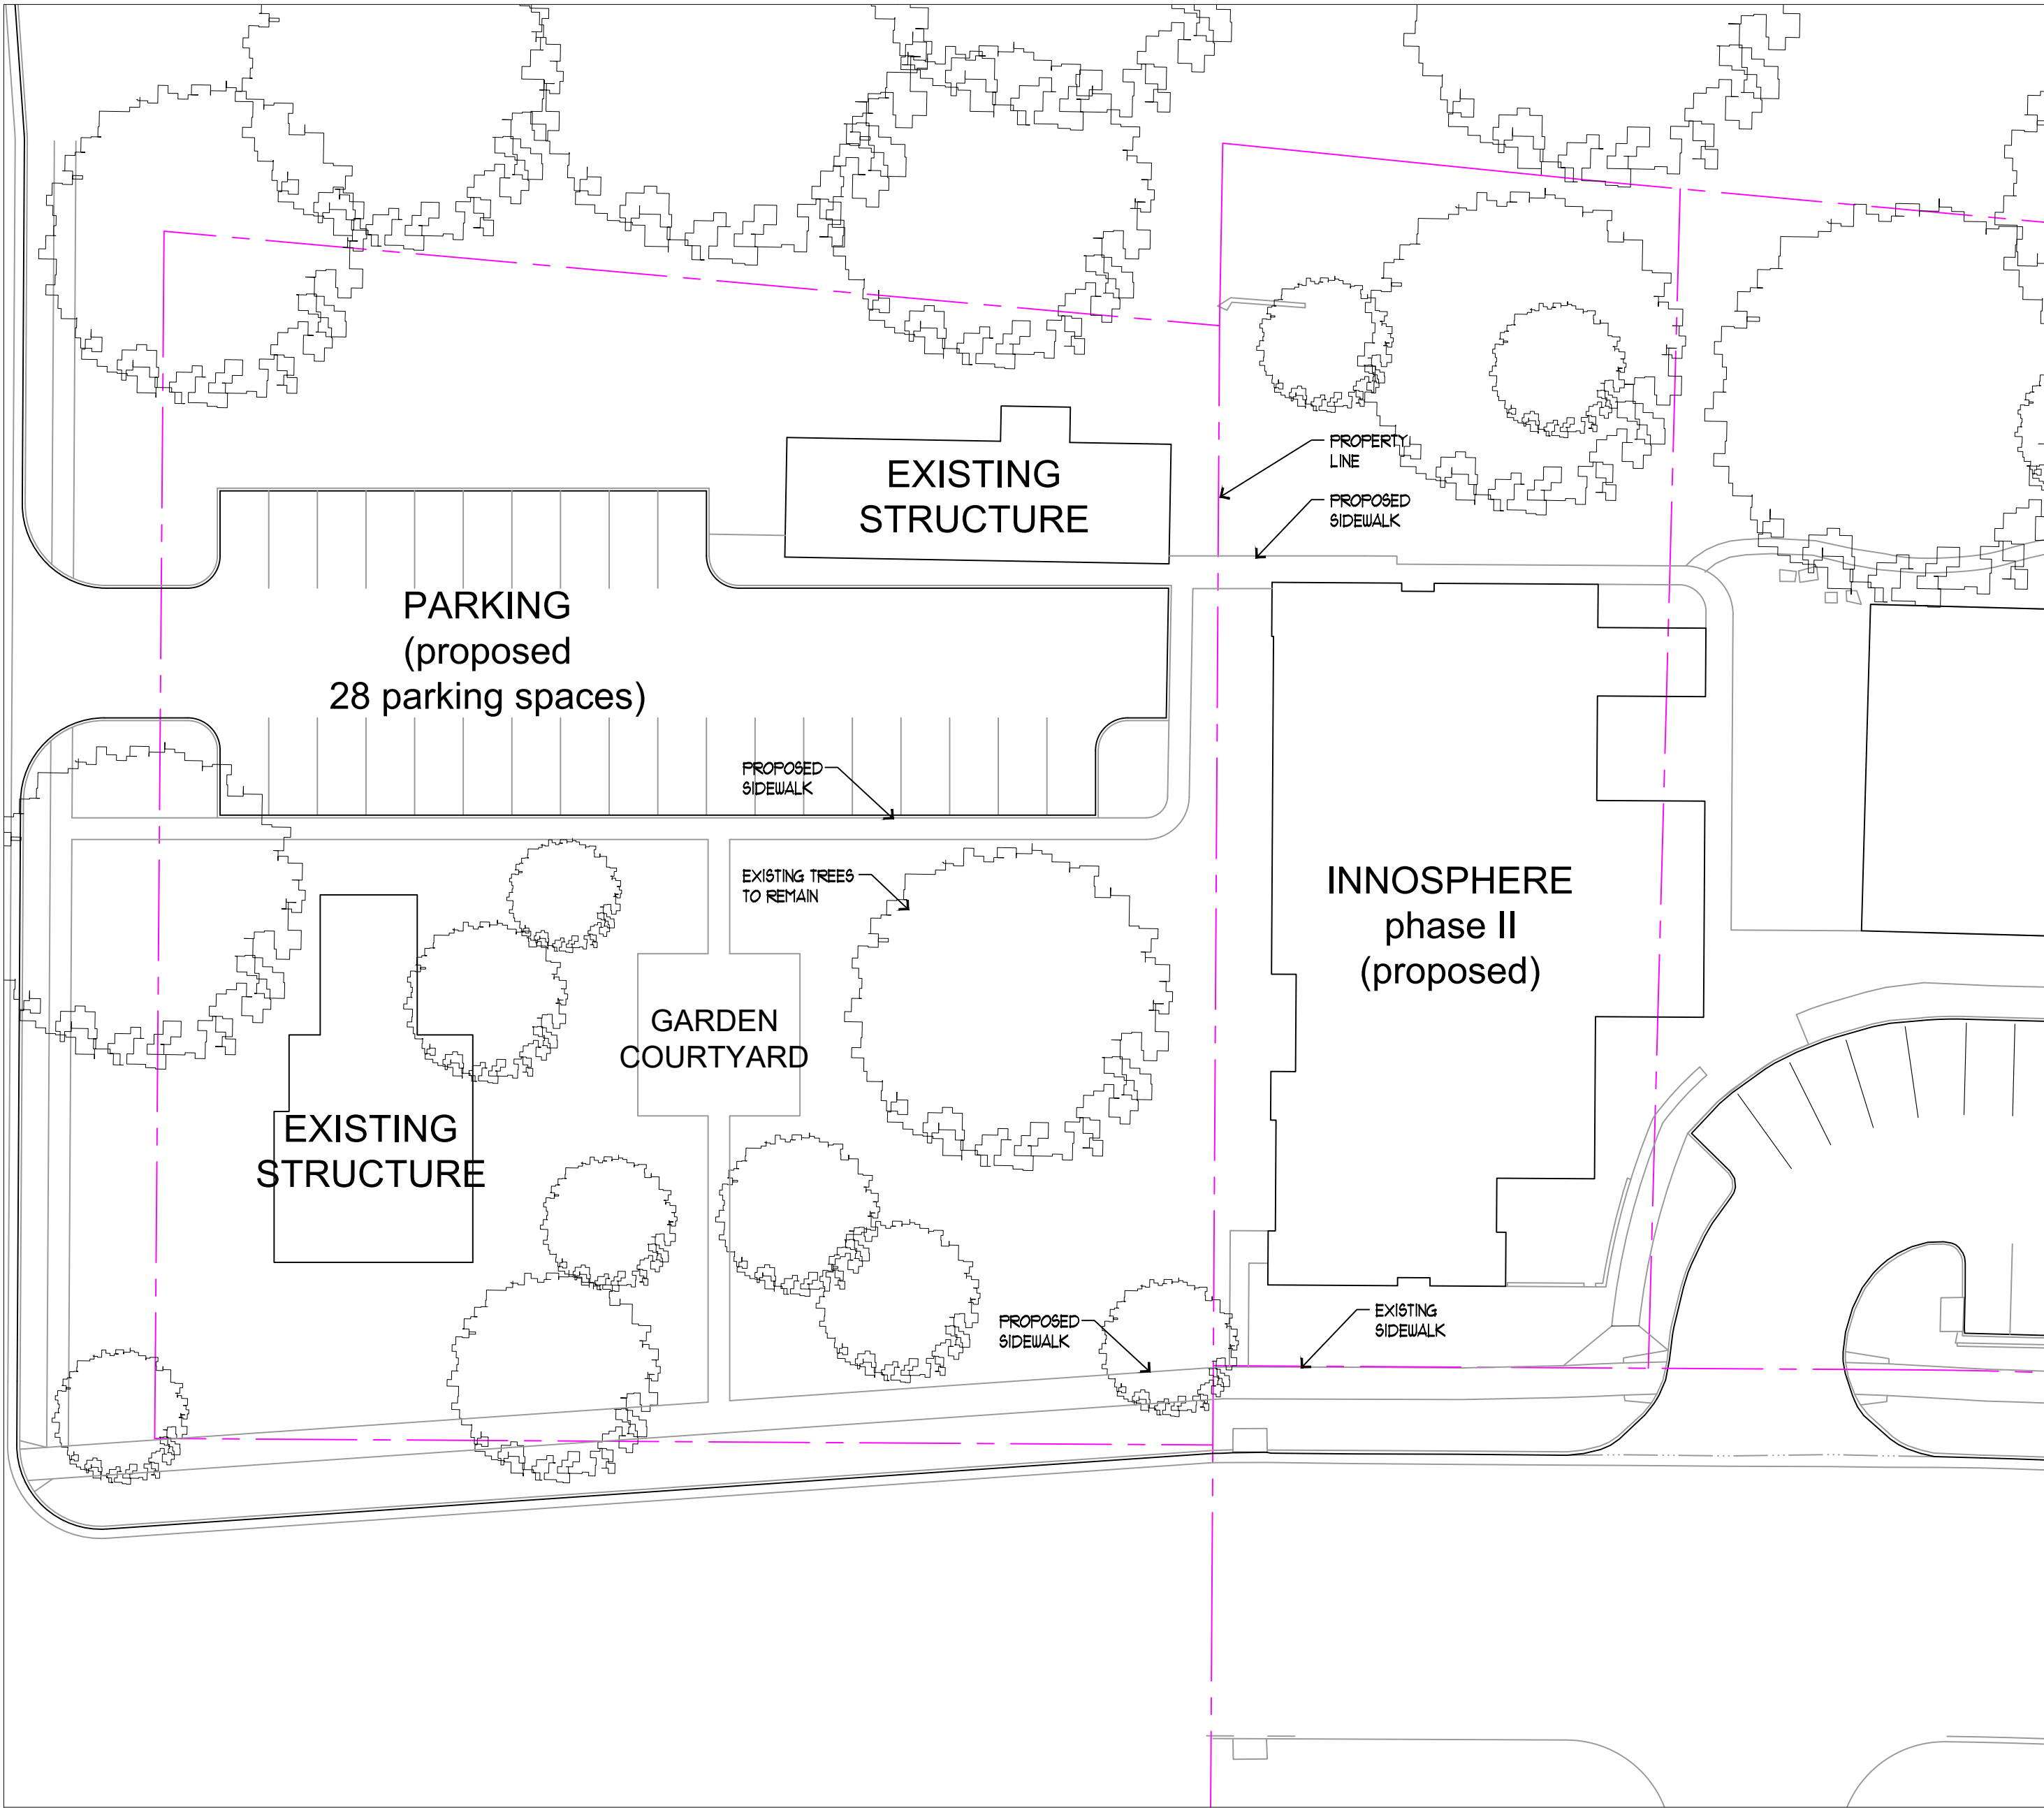 PROPERTY
LINE
EXISTING
STRUCTURE
PROPOSED
SIDEWALK
PARKING
(proposed
28 parking spaces)
PROPOSED
SIDEWALK
EXISTING TREES
TO REMAIN
INNOSPHERE
phase II
(proposed)
GARDEN
COURTYARD
EXISTING
STRUCTURE
PROPOSED
SIDEWALK
EXISTING
SIDEWALK